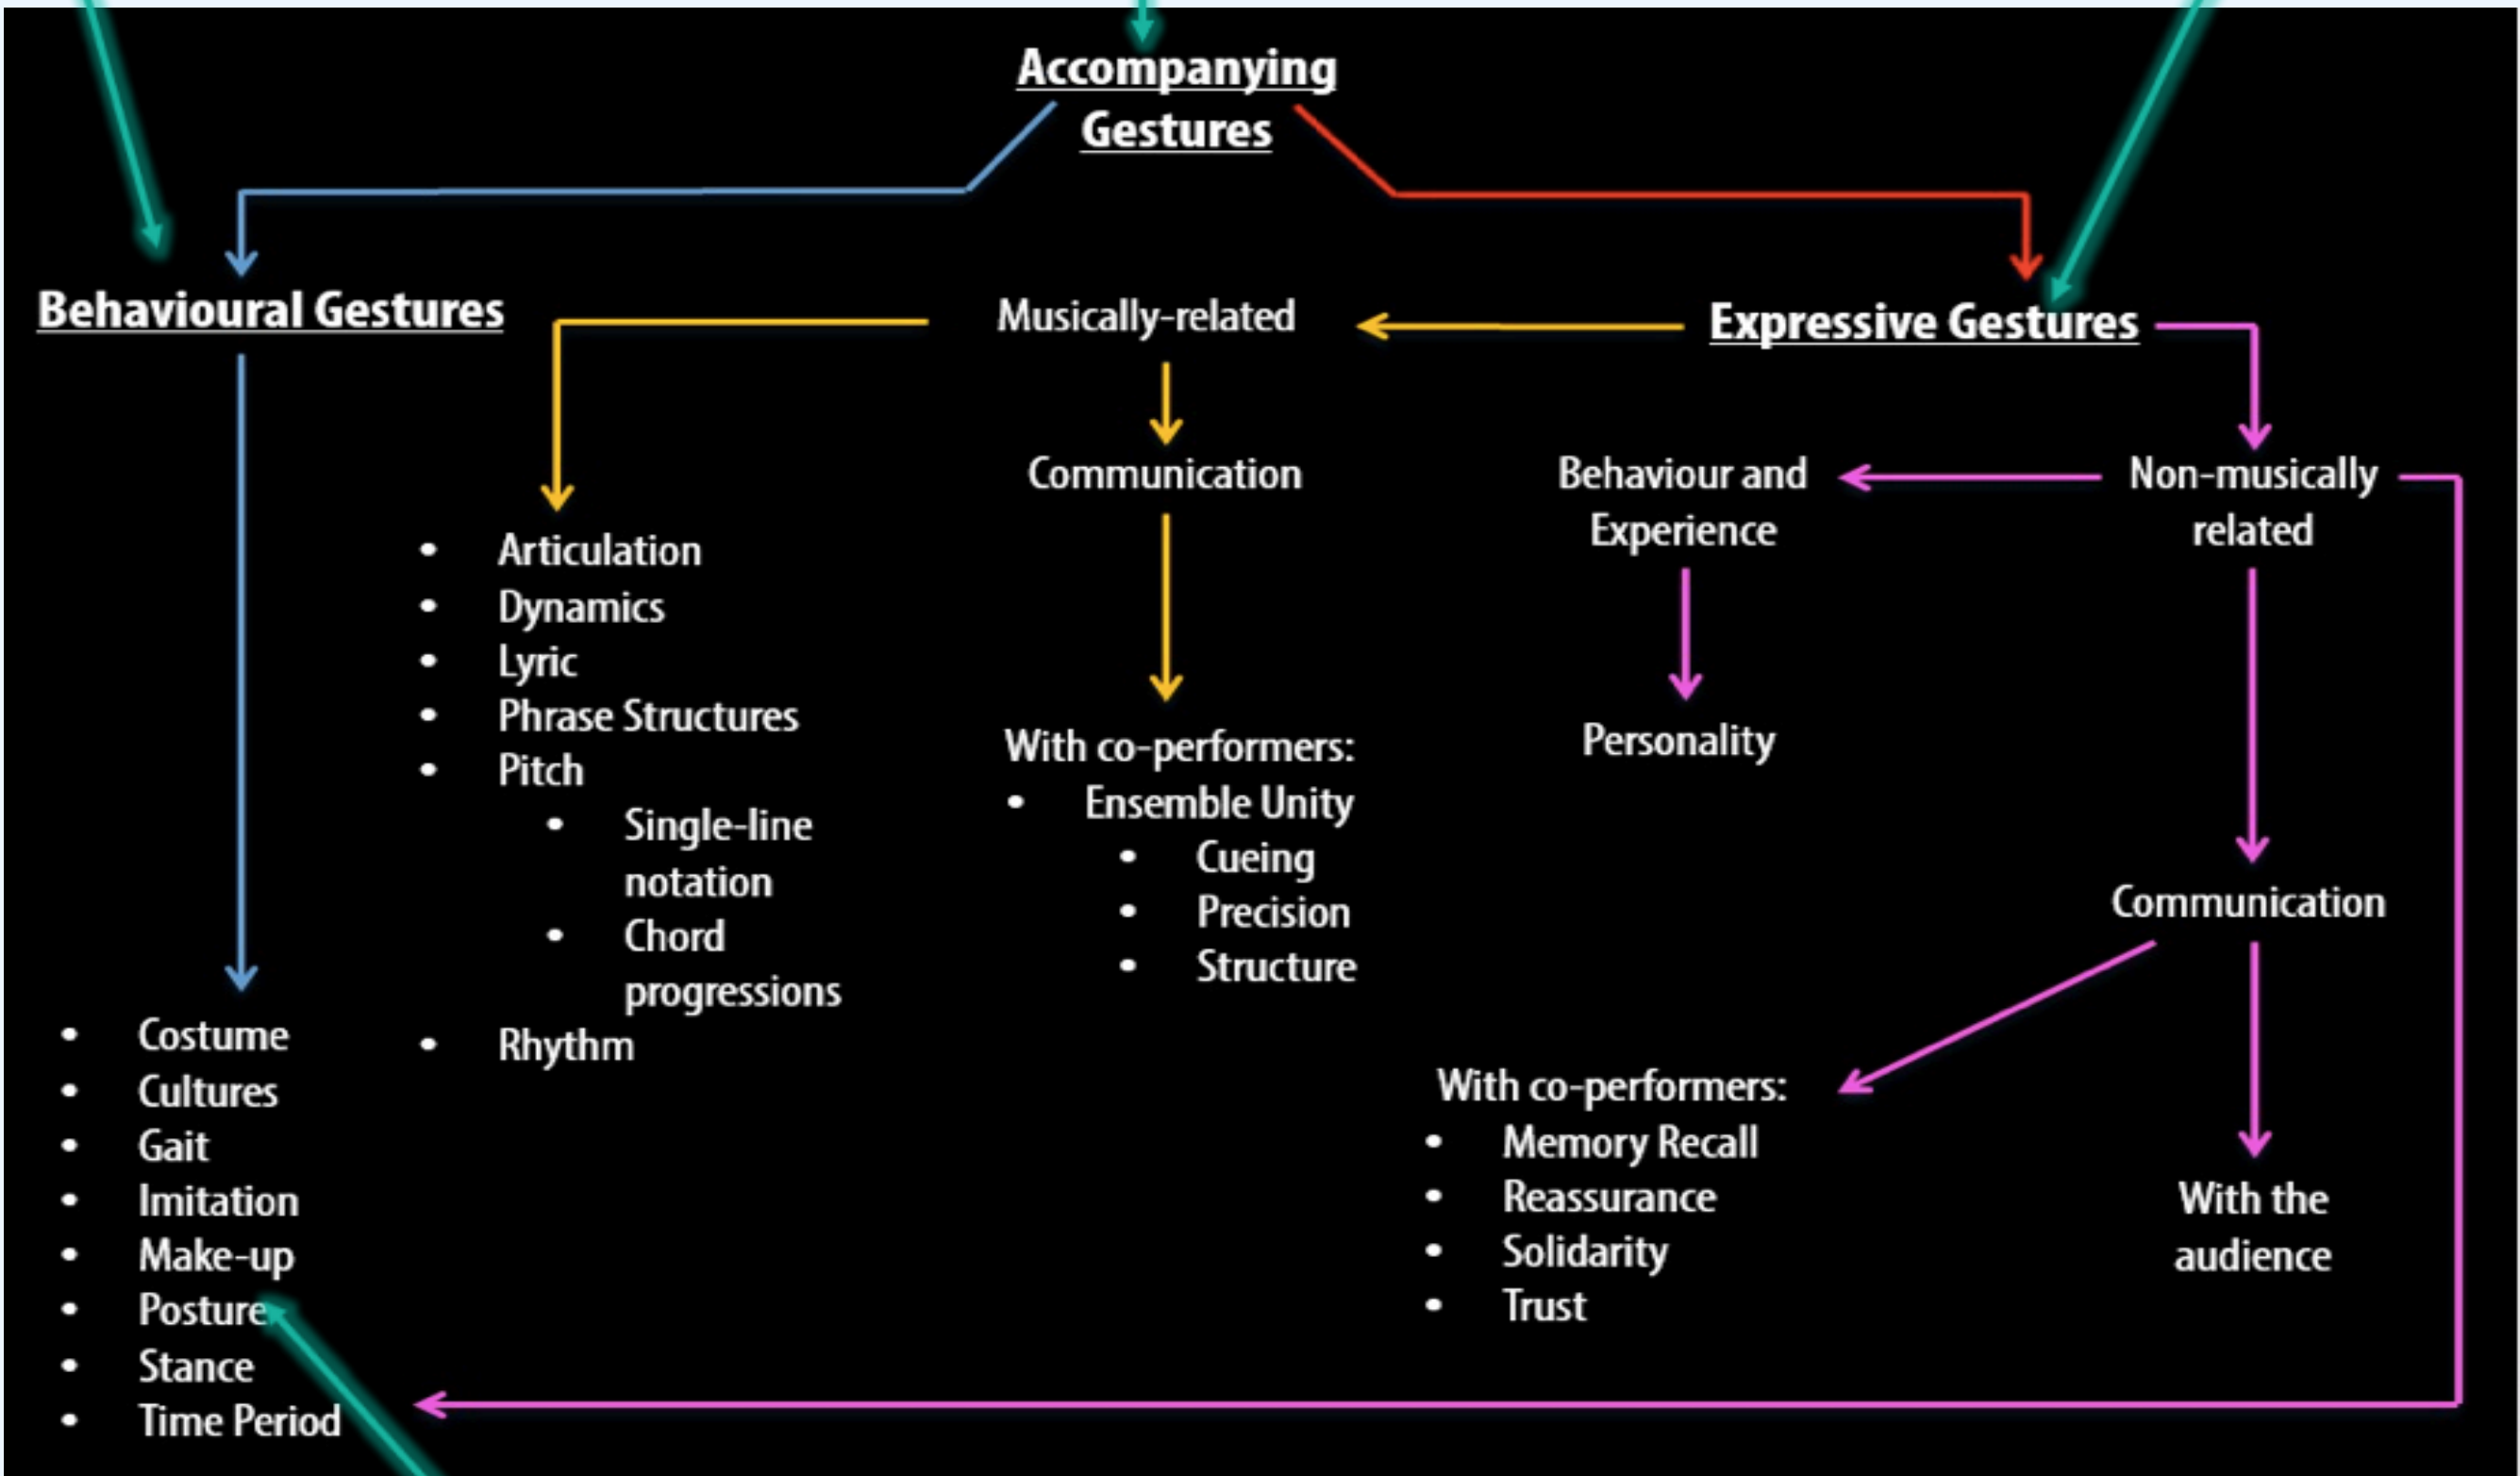 Accompanying
Gestures
Behavioural Gestures
Musically-related
Expressive Gestures
Communication
Behaviour and
Experience
Non-musically
related
• Articulation
• Dynamics
• Lyric
• Phrase Structures
• Pitch
• Single-line
notation
• Chord
progressions
• Rhythm
With co-performers:
• Ensemble Unity
• Cueing
• Precision
• Structure
Personality
Communication
• Costume
• Cultures
• Gait
• Imitation
• Make-up
• Posture
• Stance
• Time Period
With co-performers:
• Memory Recall
• Reassurance
• Solidarity
• Trust
With the
audience